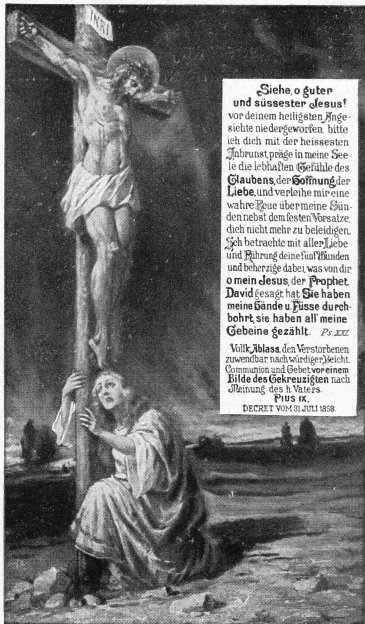 INRI
Siehe, o guter
und süssester Jesus!
vor deinem heiligsten Ange-
sichte niedergeworfen, bitte
ich dich mit der heissesten
Inbrunst, präge in meine See-
le die lebhaften Gefühle des
Glaubens, der Hoffnung, der
Liebe, und verleihe mir eine
wahre Reue über meine Sün-
den nebst dem festen Vorsatze,
dich nicht mehr zu beleidigen.
Ich betrachte mit aller Liebe
und Rührung deine fünf Wunden
und beherzige dabei, was von dir
o mein Jesus, der Prophet
David gesagt hat: Sie haben
meine Hände u. Füsse durch-
bohrt, sie haben all' meine
Gebeine gezählt. Ps. XXI
Vollk. Ablass, den Verstorbenen
zuwendbar nach würdiger Beicht,
Communion und Gebet vor einem
Bilde des Gekreuzigten nach
Meinung des h. Vaters.
PIUS IX.
DECRET VOM 31 JULI 1858.